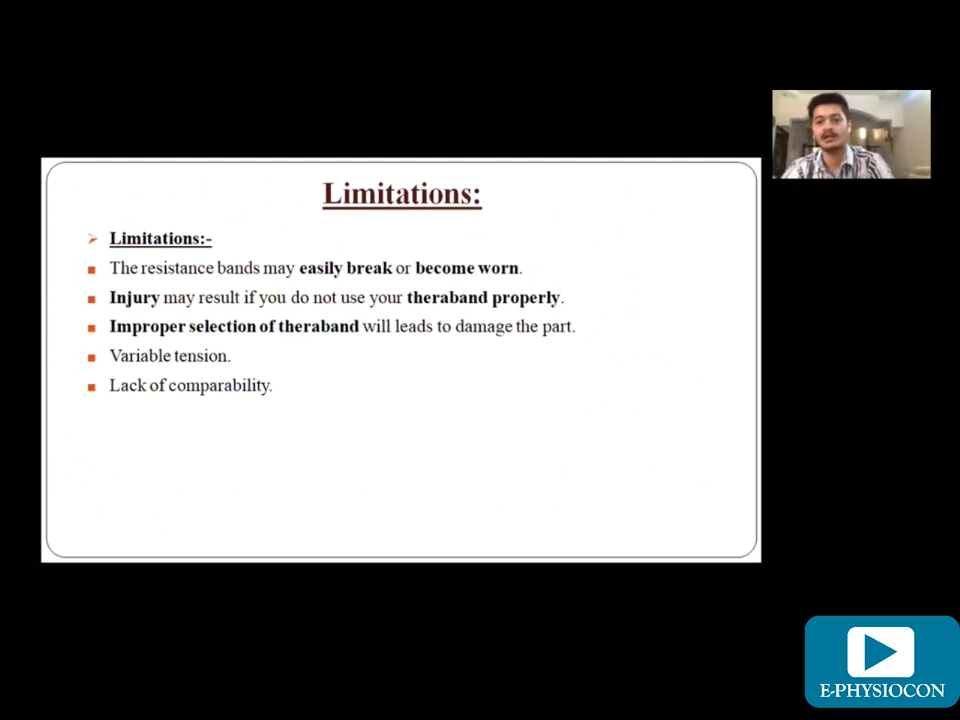 Limitations:
Limitations:-
The resistance bands may easily break or become worn.
Injury may result if you do not use your theraband properly.
Improper selection of theraband will leads to damage the part.
Variable tension.
Lack of comparability.
E-PHYSIOCON